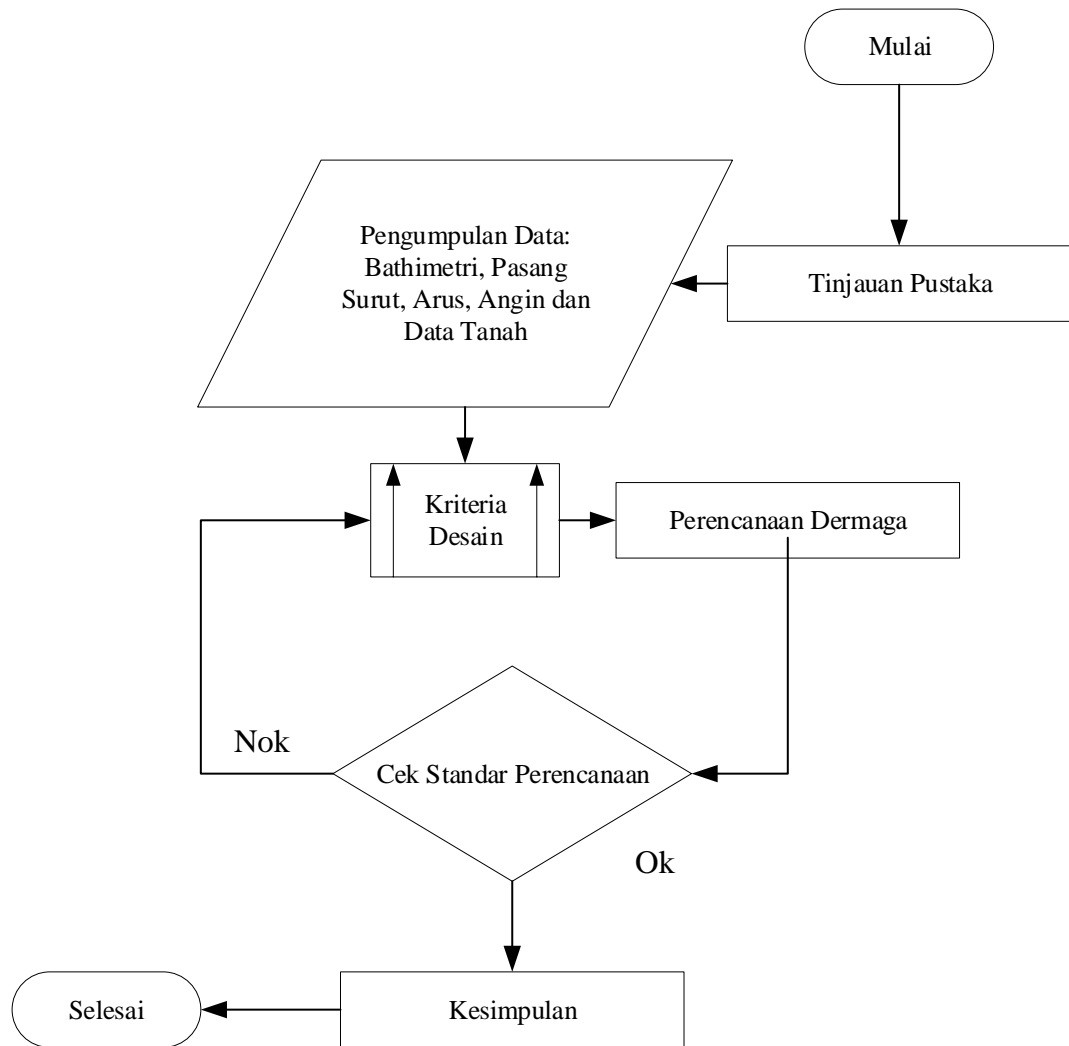 Mulai
Tinjauan Pustaka
Pengumpulan Data:
Bathimetri, Pasang
Surut, Arus, Angin dan
Data Tanah
Kriteria
Desain
Perencanaan Dermaga
Nok
Cek Standar Perencanaan
Ok
Kesimpulan
Selesai